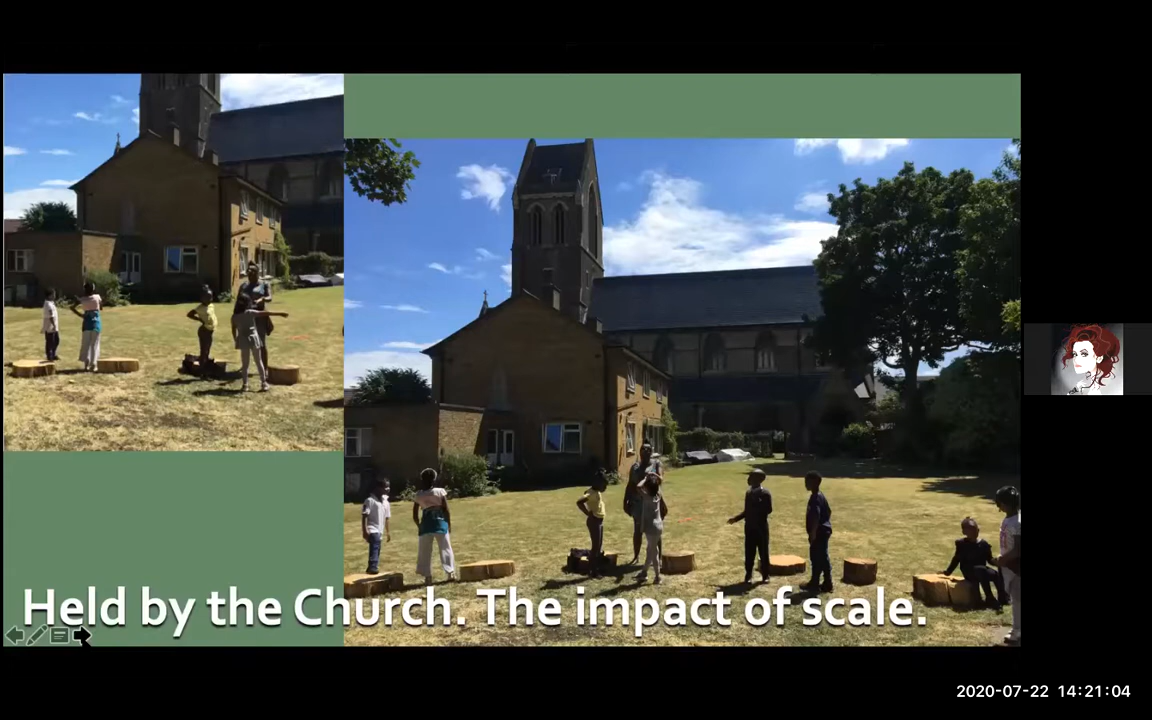 Held by the Church. The impact of scale.
2020-07-22 14:21:04